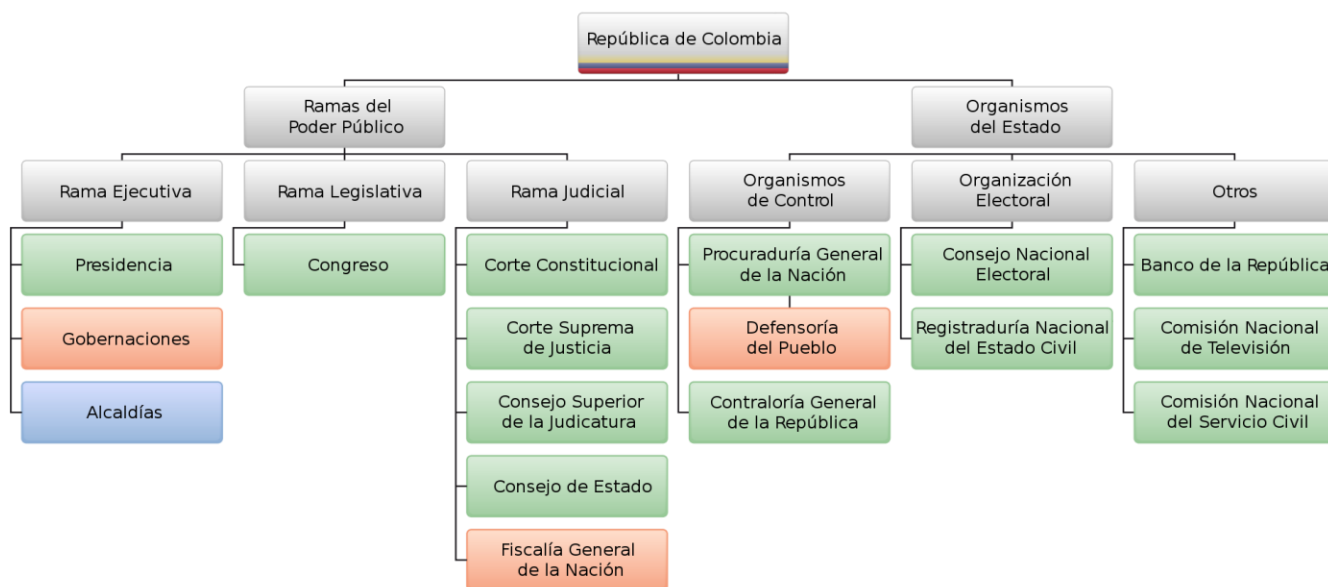 República de Colombia
Ramas del
Poder Público
Organismos
del Estado
Rama Ejecutiva
Rama Legislativa
Rama Judicial
Organismos
de Control
Organización
Electoral
Otros
Presidencia
Gobernaciones
Alcaldías
Congreso
Corte Constitucional
Corte Suprema
de Justicia
Consejo Superior
de la Judicatura
Consejo de Estado
Fiscalía General
de la Nación
Procuraduría General
de la Nación
Defensoría
del Pueblo
Contraloría General
de la República
Consejo Nacional
Electoral
Registraduría Nacional
del Estado Civil
Banco de la República
Comisión Nacional
de Televisión
Comisión Nacional
del Servicio Civil